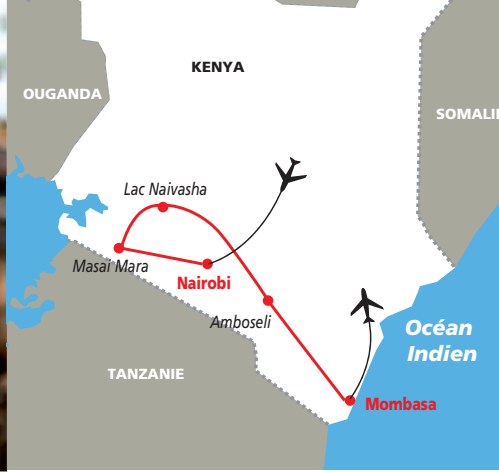 KENYA
OUGANDA
SOMALI
Lac Naivasha
Masai Mara
Nairobi
Amboseli
Océan
Indien
TANZANIE
Mombasa